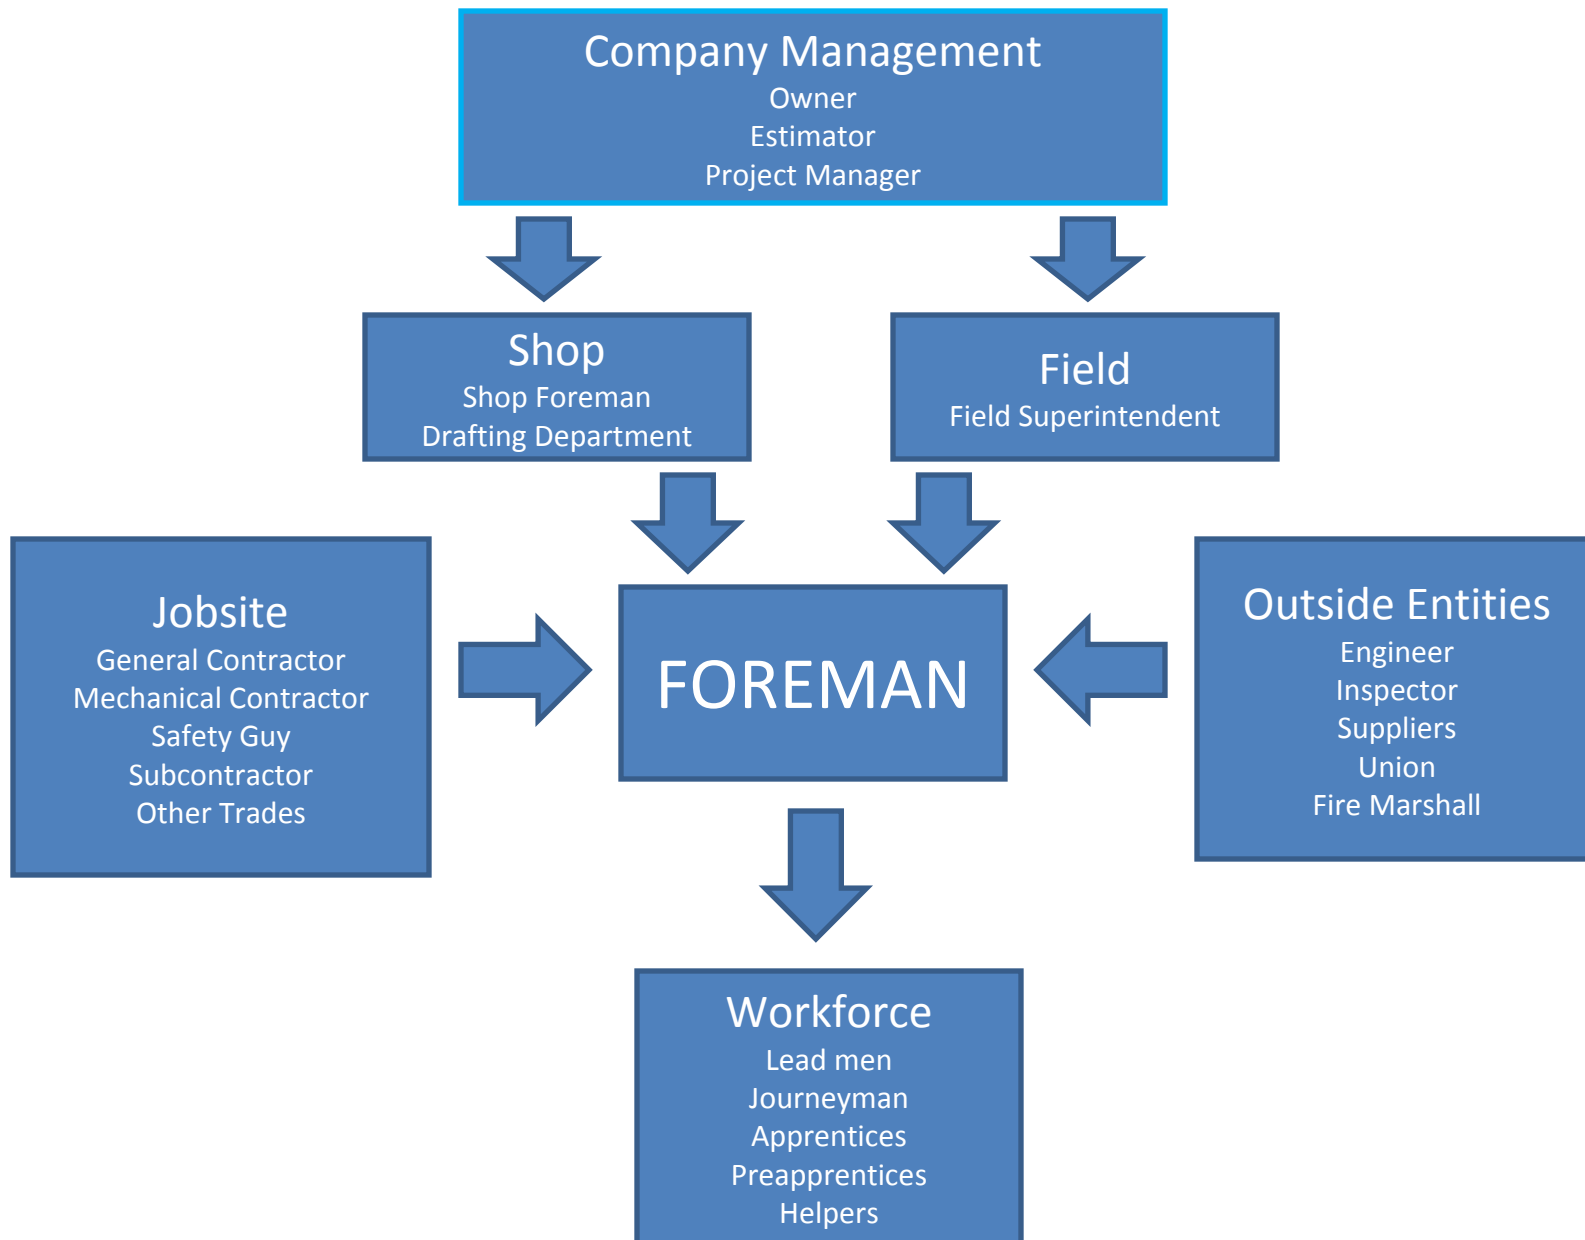 Company Management
Owner
Estimator
Project Manager
Shop
Shop Foreman
Drafting Department
Field
Field Superintendent
Jobsite
General Contractor
Mechanical Contractor
Safety Guy
Subcontractor
Other Trades
FOREMAN
Outside Entities
Engineer
Inspector
Suppliers
Union
Fire Marshall
Workforce
Lead men
Journeyman
Apprentices
Preapprentices
Helpers